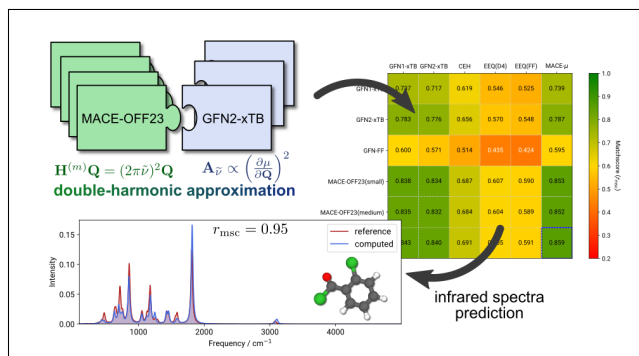 MACE-OFF23
GFN2-xTB
H(m)Q = (2πν̃)²Q
Aν̃ ∝ (∂μ/∂Q)²
double-harmonic approximation
GFN1-xTB GFN2-xTB CEH EEQ(D4) EEQ(FF) MACE-μ
0.717 0.619 0.546 0.525 0.739
GFN2-xTB 0.783 0.776 0.656 0.570 0.548 0.787
GFN-FF 0.600 0.571 0.514 0.435 0.424 0.595
MACE-OFF23(small) 0.838 0.834 0.687 0.607 0.590 0.853
MACE-OFF23(medium) 0.835 0.832 0.684 0.604 0.589 0.852
0.840 0.691 0.591 0.859
1.0
0.9
0.8
0.7
0.6
0.5
0.4
0.3
0.2
infrared spectra
prediction
rmsc = 0.95
reference
computed
Intensity
0.15
0.10
0.05
0.00
1000 2000 3000 4000
Frequency / cm⁻¹